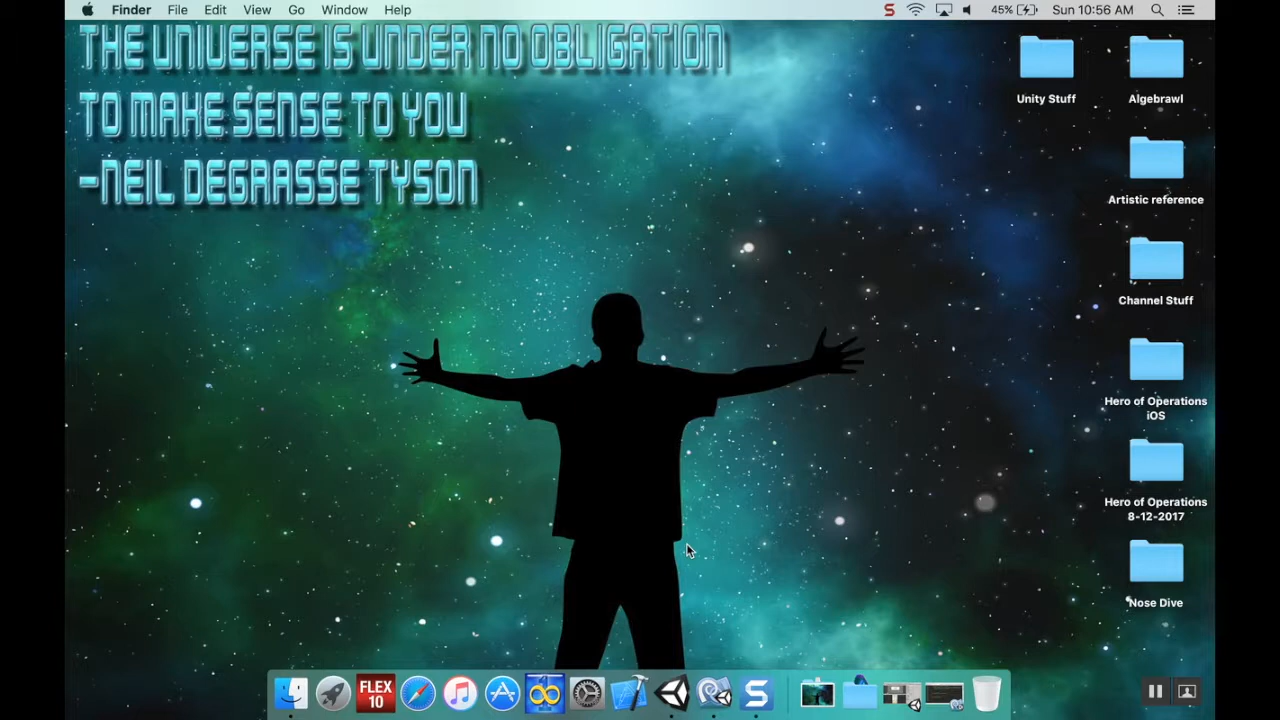 Finder File Edit View Go Window Help S 45% Sun 10:56 AM
THE UNIVERSE IS UNDER NO OBLIGATION
TO MAKE SENSE TO YOU
-NEIL DEGRASSE TYSON
Unity Stuff
Algebrawl
Artistic reference
Channel Stuff
Hero of Operations
iOS
Hero of Operations
8-12-2017
Nose Dive
FLEX
10
S